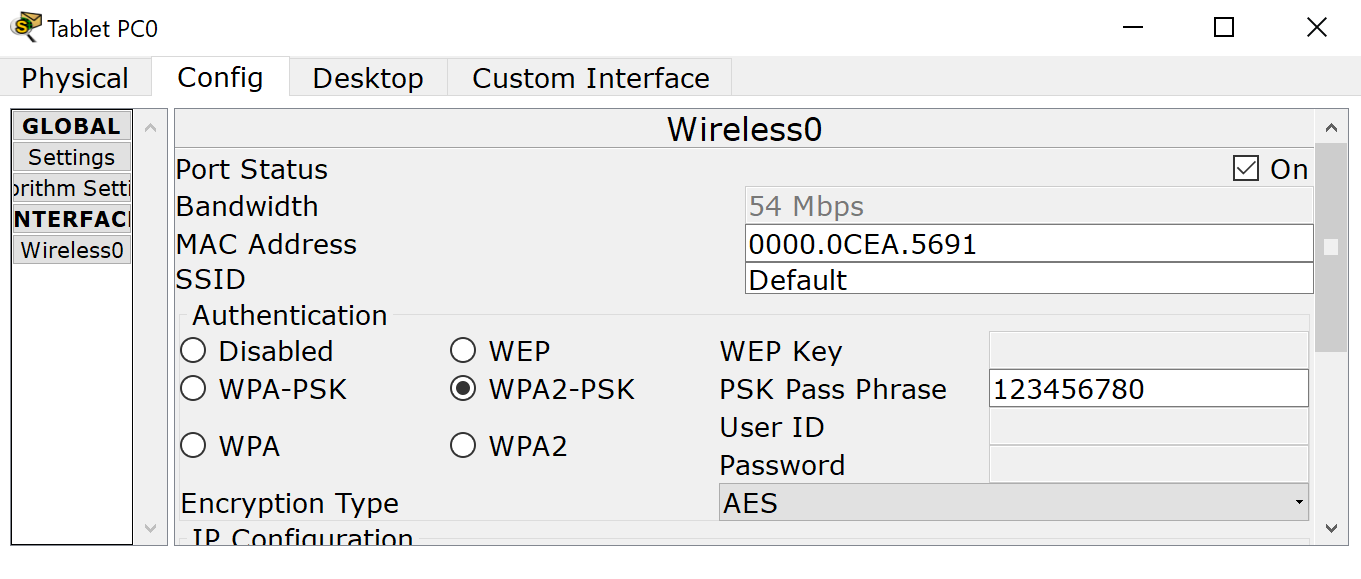 Tablet PC0
Physical Config Desktop Custom Interface
GLOBAL
Settings
orithm Setti
NTERFAC
Wireless0
Wireless0
Port Status On
Bandwidth 54 Mbps
MAC Address 0000.0CEA.5691
SSID Default
Authentication
Disabled WEP WEP Key
WPA-PSK WPA2-PSK PSK Pass Phrase 123456780
User ID
WPA WPA2
Password
Encryption Type AES
IP Configuration